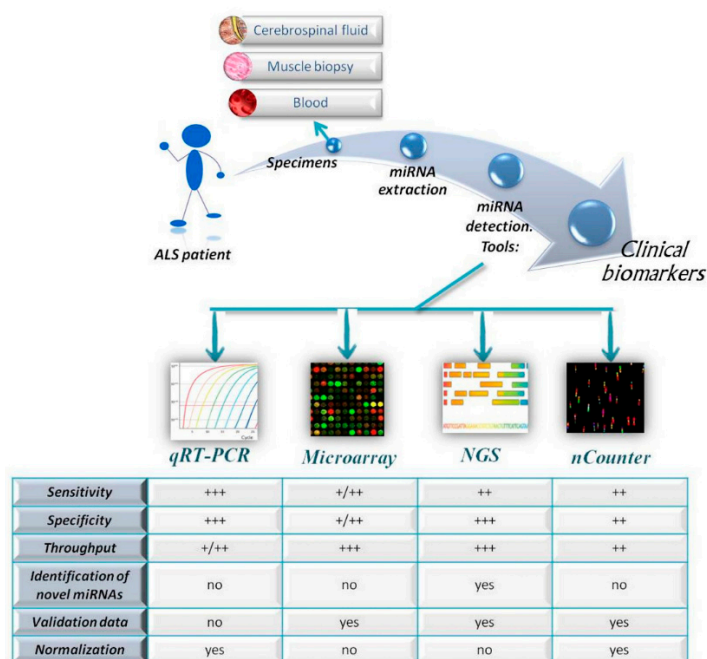 Cerebrospinal fluid
Muscle biopsy
Blood
Specimens
miRNA
extraction
miRNA
detection.
Tools:
ALS patient
Clinical
biomarkers
Cycle
qRT-PCR Microarray NGS nCounter
Sensitivity +++ +/++ ++ ++
Specificity +++ +/++ +++ ++
Throughput +/++ +++ +++ ++
Identification of
novel miRNAs no no yes no
Validation data no yes yes yes
Normalization yes no no yes